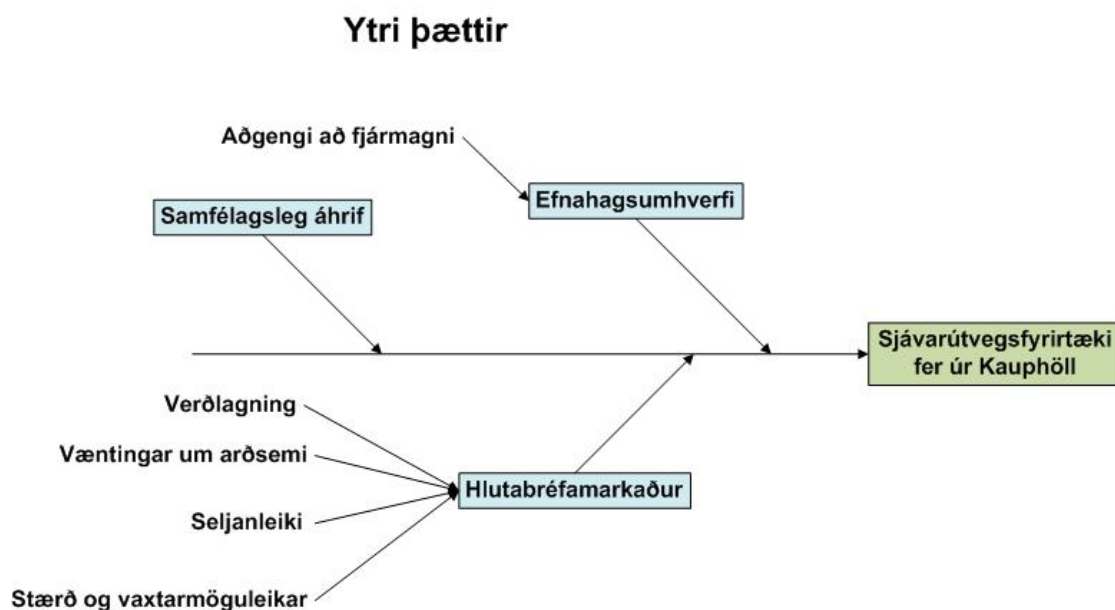 Ytri þættir
Aðgengi að fjármagni
Efnahagsumhverfi
Samfélagsleg áhrif
Sjávarútvegsfyrirtæki
fer úr Kauphöll
Verðlagning
Væntingar um arðsemi
Hlutabréfamarkaður
Seljanleiki
Stærð og vaxtarmöguleikar